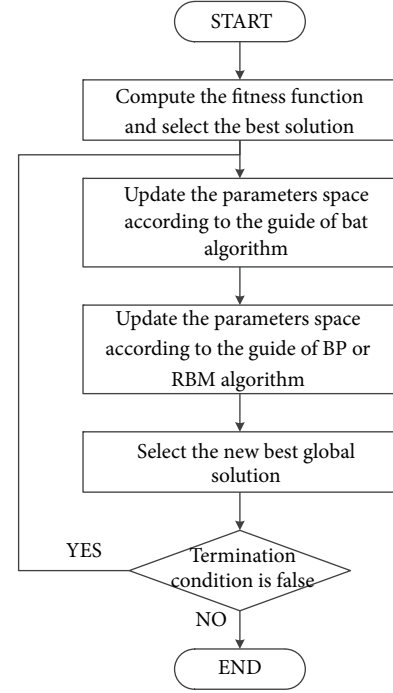 START
Compute the fitness function
and select the best solution
Update the parameters space
according to the guide of bat
algorithm
Update the parameters space
according to the guide of BP or
RBM algorithm
Select the new best global
solution
YES
Termination
condition is false
NO
END